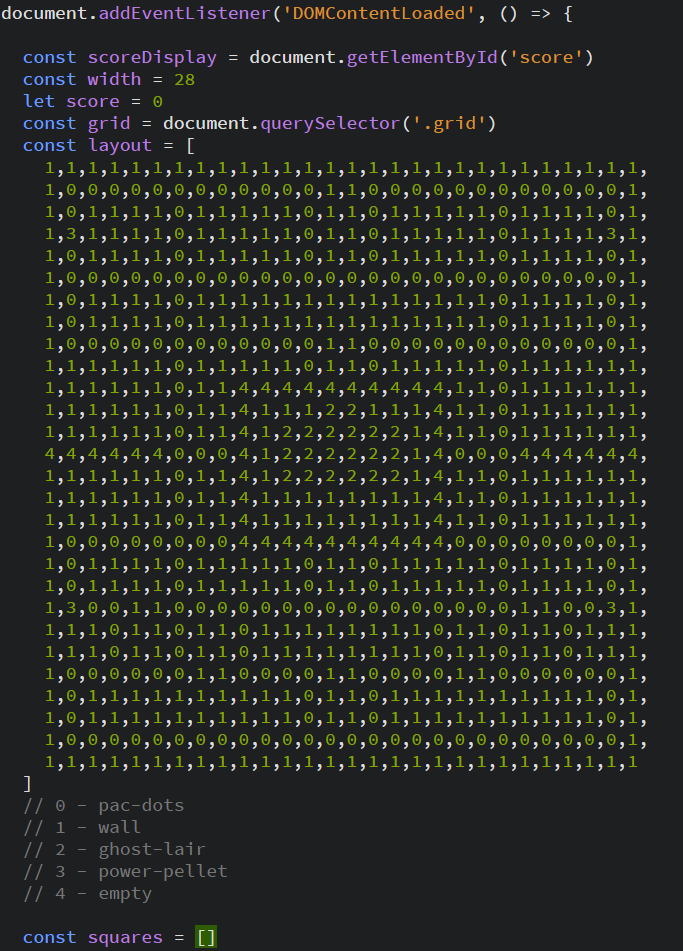 document.addEventListener('DOMContentLoaded', () => {
const scoreDisplay = document.getElementById('score')
const width = 28
let score = 0
const grid = document.querySelector('.grid')
const layout = [
1,1,1,1,1,1,1,1,1,1,1,1,1,1,1,1,1,1,1,1,1,1,1,1,1,1,1,1,
1,0,0,0,0,0,0,0,0,0,0,0,0,1,1,0,0,0,0,0,0,0,0,0,0,0,0,1,
1,0,1,1,1,1,0,1,1,1,1,1,0,1,1,0,1,1,1,1,1,0,1,1,1,1,0,1,
1,3,1,1,1,1,0,1,1,1,1,1,0,1,1,0,1,1,1,1,1,0,1,1,1,1,3,1,
1,0,1,1,1,1,0,1,1,1,1,1,0,1,1,0,1,1,1,1,1,0,1,1,1,1,0,1,
1,0,0,0,0,0,0,0,0,0,0,0,0,0,0,0,0,0,0,0,0,0,0,0,0,0,0,1,
1,0,1,1,1,1,0,1,1,1,1,1,1,1,1,1,1,1,1,1,1,0,1,1,1,1,0,1,
1,0,1,1,1,1,0,1,1,1,1,1,1,1,1,1,1,1,1,1,1,0,1,1,1,1,0,1,
1,0,0,0,0,0,0,0,0,0,0,0,0,1,1,0,0,0,0,0,0,0,0,0,0,0,0,1,
1,1,1,1,1,1,0,1,1,1,1,1,0,1,1,0,1,1,1,1,1,0,1,1,1,1,1,1,
1,1,1,1,1,1,0,1,1,4,4,4,4,4,4,4,4,4,4,1,1,0,1,1,1,1,1,1,
1,1,1,1,1,1,0,1,1,4,1,1,1,2,2,1,1,1,4,1,1,0,1,1,1,1,1,1,
1,1,1,1,1,1,0,1,1,4,1,2,2,2,2,2,2,1,4,1,1,0,1,1,1,1,1,1,
4,4,4,4,4,4,0,0,0,4,1,2,2,2,2,2,2,1,4,0,0,0,4,4,4,4,4,4,
1,1,1,1,1,1,0,1,1,4,1,2,2,2,2,2,2,1,4,1,1,0,1,1,1,1,1,1,
1,1,1,1,1,1,0,1,1,4,1,1,1,1,1,1,1,1,4,1,1,0,1,1,1,1,1,1,
1,1,1,1,1,1,0,1,1,4,1,1,1,1,1,1,1,1,4,1,1,0,1,1,1,1,1,1,
1,0,0,0,0,0,0,0,0,4,4,4,4,4,4,4,4,4,4,0,0,0,0,0,0,0,0,1,
1,0,1,1,1,1,0,1,1,1,1,1,0,1,1,0,1,1,1,1,1,0,1,1,1,1,0,1,
1,0,1,1,1,1,0,1,1,1,1,1,0,1,1,0,1,1,1,1,1,0,1,1,1,1,0,1,
1,3,0,0,1,1,0,0,0,0,0,0,0,0,0,0,0,0,0,0,0,0,1,1,0,0,3,1,
1,1,1,0,1,1,0,1,1,0,1,1,1,1,1,1,1,1,0,1,1,0,1,1,0,1,1,1,
1,1,1,0,1,1,0,1,1,0,1,1,1,1,1,1,1,1,0,1,1,0,1,1,0,1,1,1,
1,0,0,0,0,0,0,1,1,0,0,0,0,1,1,0,0,0,0,1,1,0,0,0,0,0,0,1,
1,0,1,1,1,1,1,1,1,1,1,1,0,1,1,0,1,1,1,1,1,1,1,1,1,1,0,1,
1,0,1,1,1,1,1,1,1,1,1,1,0,1,1,0,1,1,1,1,1,1,1,1,1,1,0,1,
1,0,0,0,0,0,0,0,0,0,0,0,0,0,0,0,0,0,0,0,0,0,0,0,0,0,0,1,
1,1,1,1,1,1,1,1,1,1,1,1,1,1,1,1,1,1,1,1,1,1,1,1,1,1,1,1
]
// 0 - pac-dots
// 1 - wall
// 2 - ghost-lair
// 3 - power-pellet
// 4 - empty
const squares = []